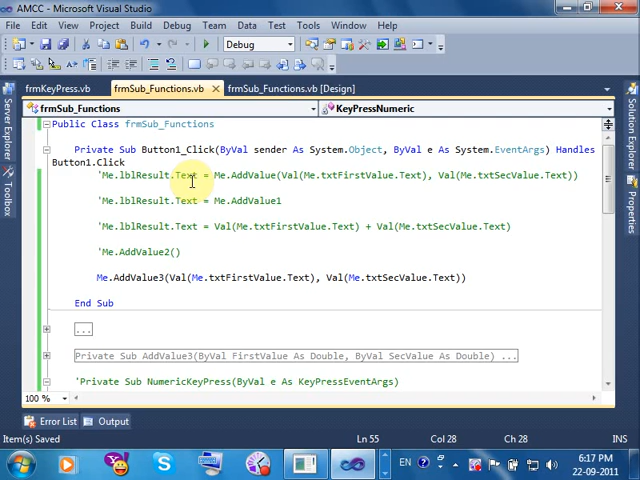 AMCC - Microsoft Visual Studio
File Edit View Project Build Debug Team Data Tools Test Window Help
Debug
frmKeyPress.vb frmSub_Functions.vb frmSub_Functions.vb [Design]
frmSub_Functions KeyPressNumeric
Public Class frmSub_Functions
Private Sub Button1_Click(ByVal sender As System.Object, ByVal e As System.EventArgs) Handles
Button1.Click
'Me.lblResult.Text = Me.AddValue(Val(Me.txtFirstValue.Text), Val(Me.txtSecValue.Text))
'Me.lblResult.Text = Me.AddValue1
'Me.lblResult.Text = Val(Me.txtFirstValue.Text) + Val(Me.txtSecValue.Text)
'Me.AddValue2()
Me.AddValue3(Val(Me.txtFirstValue.Text), Val(Me.txtSecValue.Text))
End Sub
...
Private Sub AddValue3(ByVal FirstValue As Double, ByVal SecValue As Double) ...
'Private Sub NumericKeyPress(ByVal e As KeyPressEventArgs)
100 %
Server Explorer
Toolbox
Solution Explorer
Properties
Error List Output
Item(s) Saved Ln 55 Col 28 Ch 28 INS
EN 6:17 PM
22-09-2011